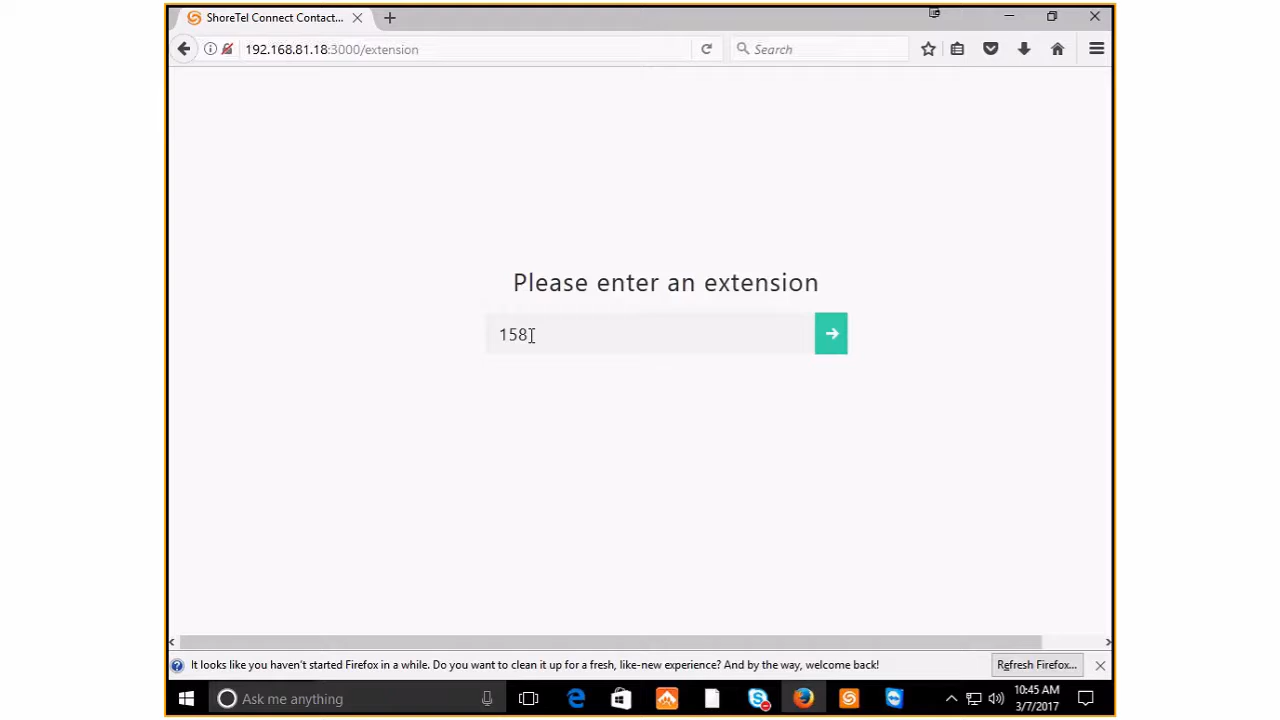 ShoreTel Connect Contact...
192.168.81.18:3000/extension
Search
Please enter an extension
158
It looks like you haven't started Firefox in a while. Do you want to clean it up for a fresh, like-new experience? And by the way, welcome back!
Refresh Firefox...
Ask me anything
10:45 AM
3/7/2017